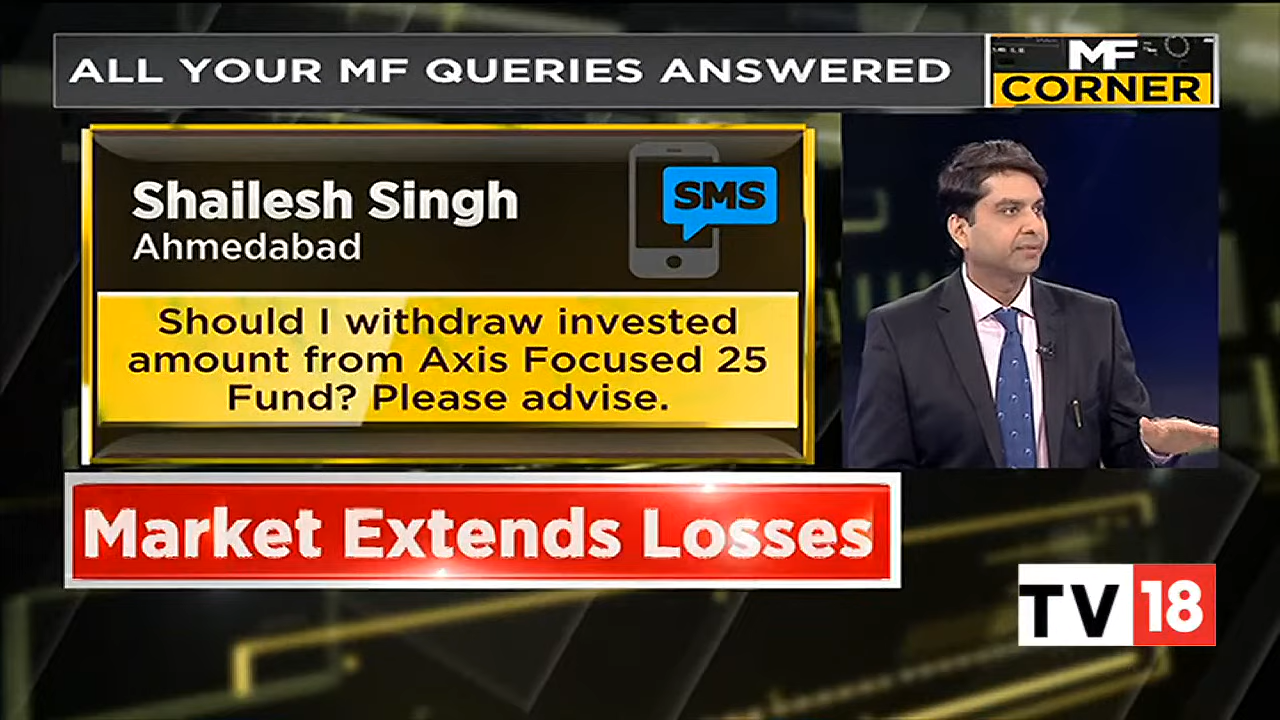 ALL YOUR MF QUERIES ANSWERED
MF
CORNER
Shailesh Singh
Ahmedabad
SMS
Should I withdraw invested
amount from Axis Focused 25
Fund? Please advise.
Market Extends Losses
TV18